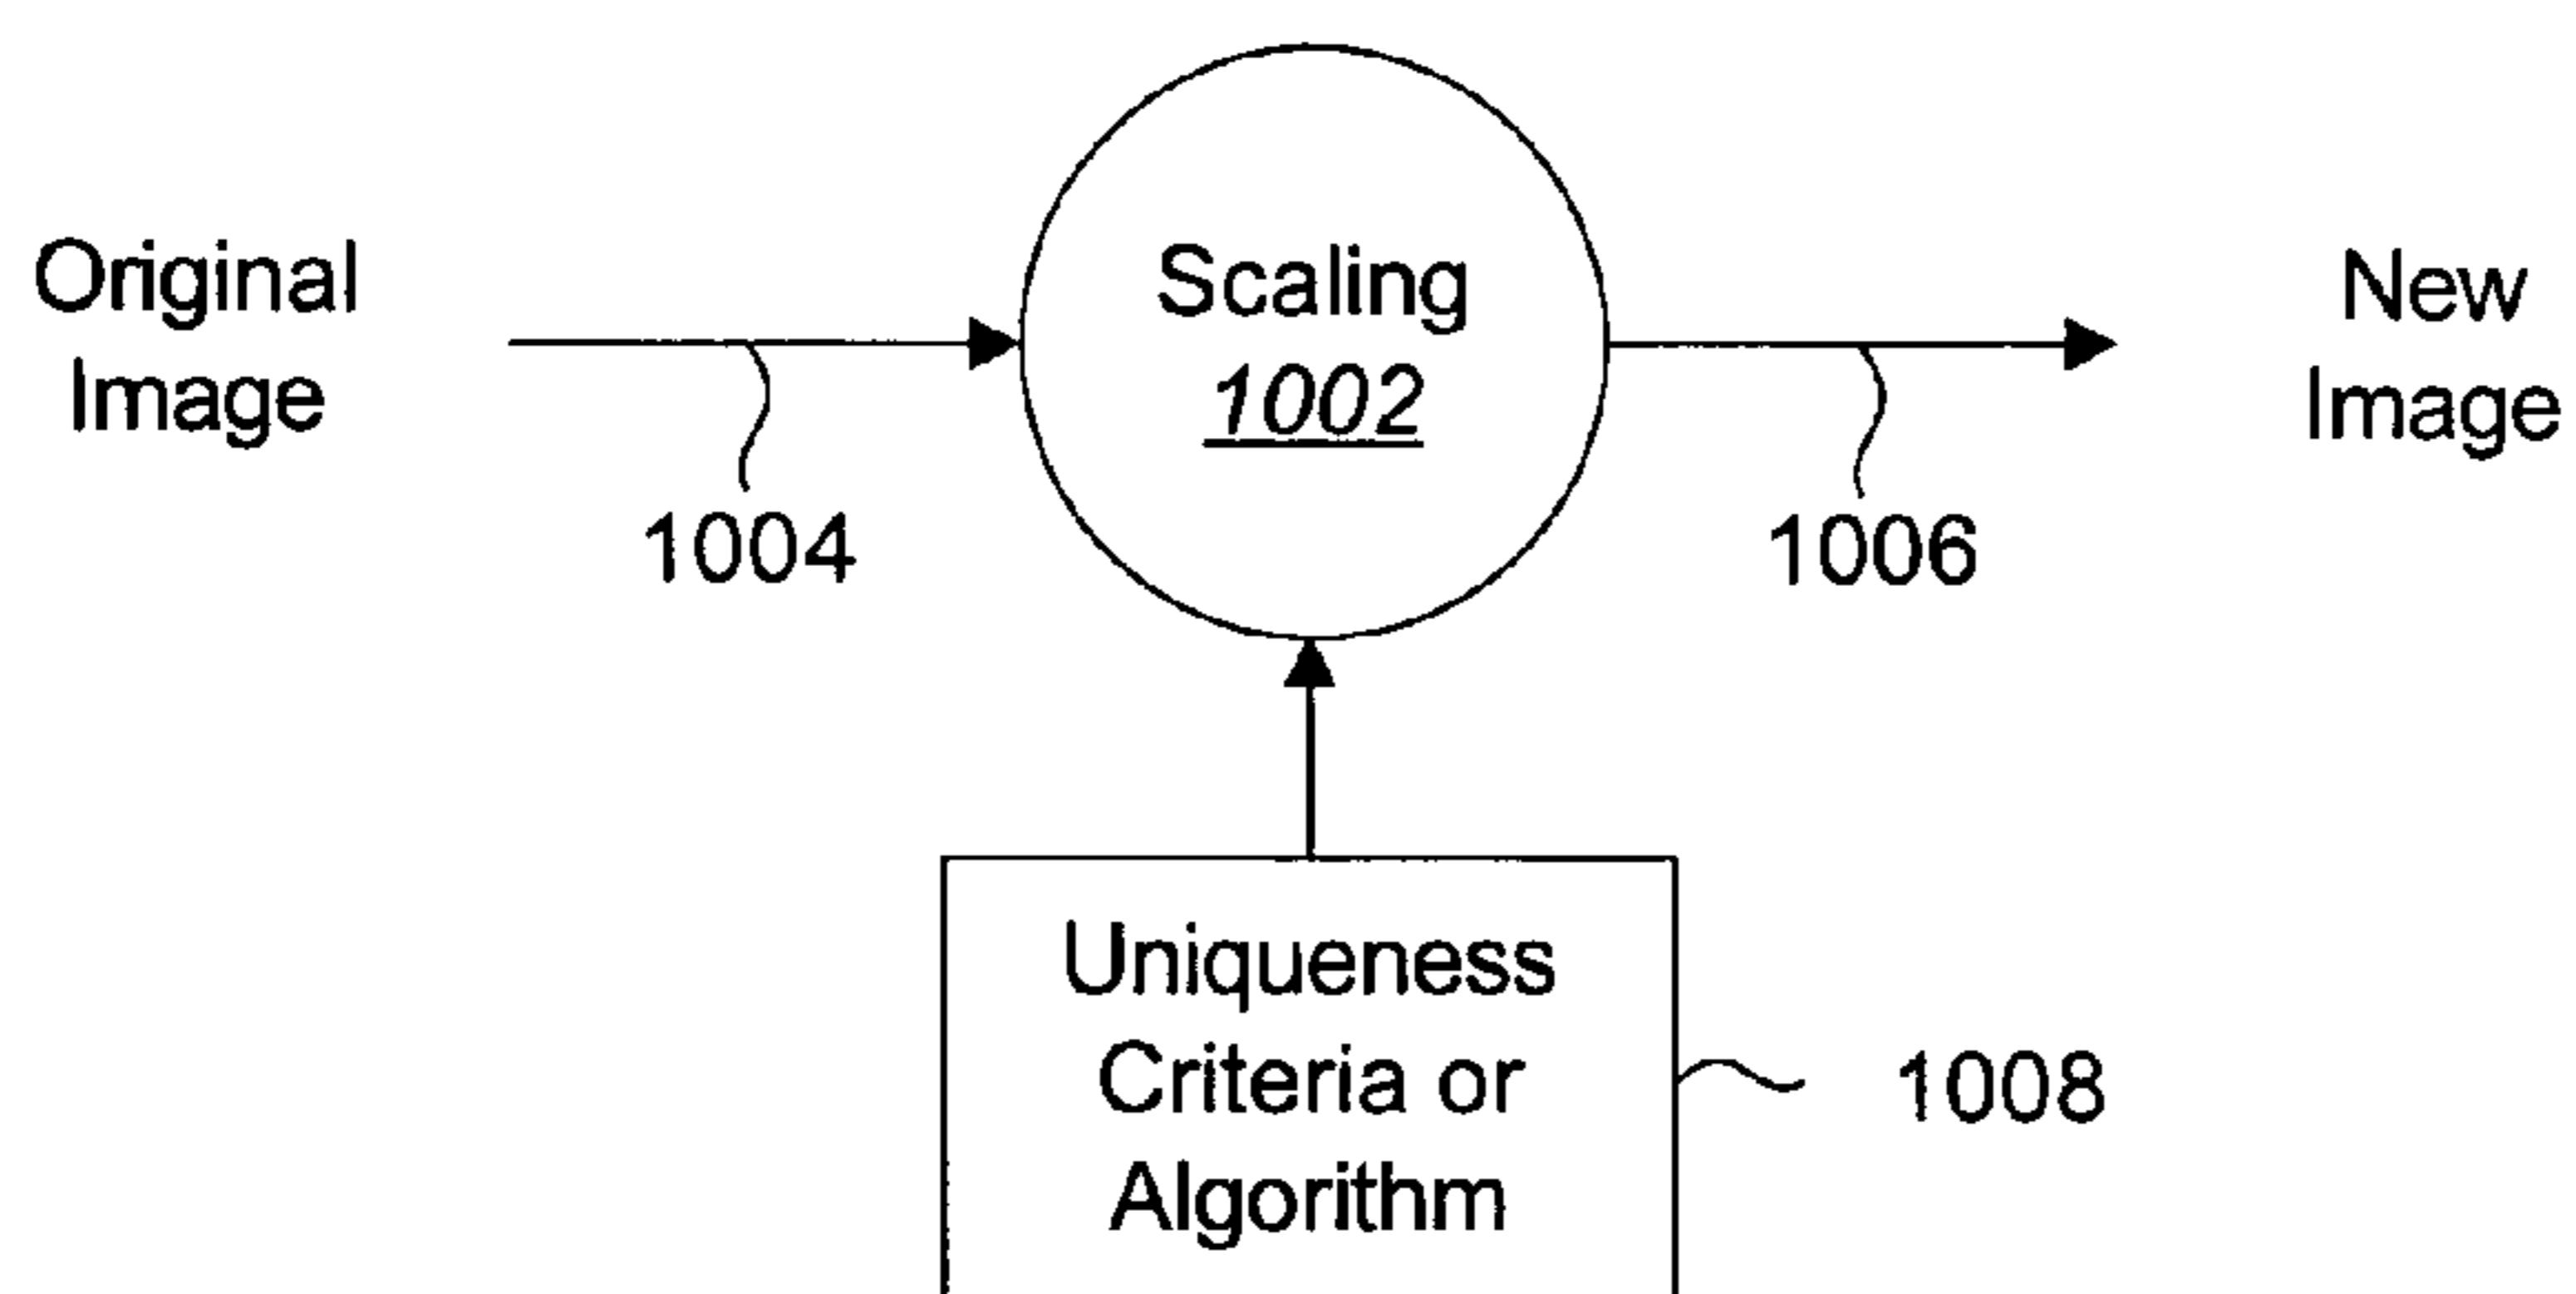 Original
Image
Scaling
1002
New
Image
1004
1006
Uniqueness
Criteria or
Algorithm
1008